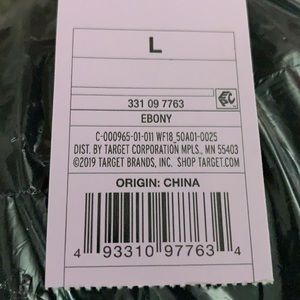 L
331 09 7763
EBONY
C-000965-01-011 WF18_50A01-0025
DIST. BY TARGET CORPORATION MPLS., MN 55403
©2019 TARGET BRANDS, INC. SHOP TARGET.COM
ORIGIN: CHINA
4 93310 97763 4